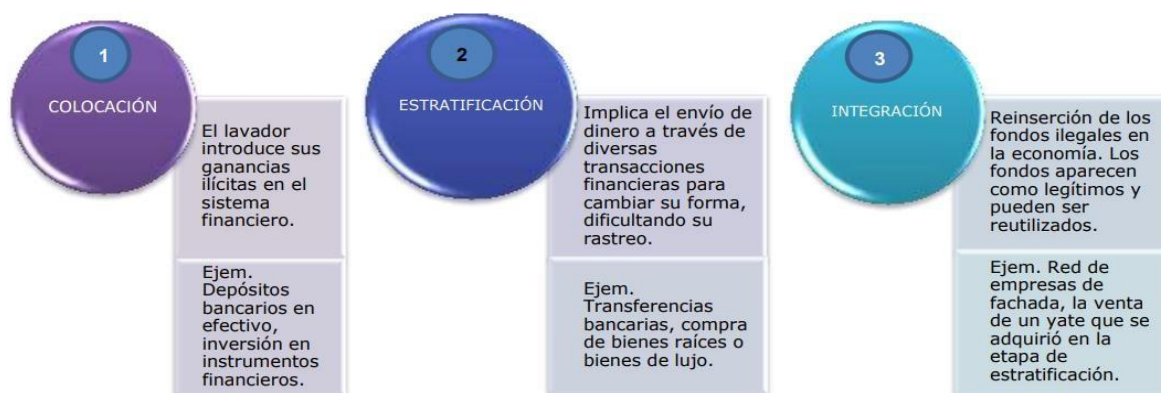 1
COLOCACIÓN
El lavador
introduce sus
ganancias
ilícitas en el
sistema
financiero.
Ejem.
Depósitos
bancarios en
efectivo,
inversión en
instrumentos
financieros.
2
ESTRATIFICACIÓN
Implica el envío de
dinero a través de
diversas
transacciones
financieras para
cambiar su forma,
dificultando su
rastreo.
Ejem.
Transferencias
bancarias, compra
de bienes raíces o
bienes de lujo.
3
INTEGRACIÓN
Reinserción de los
fondos ilegales en
la economía. Los
fondos aparecen
como legítimos y
pueden ser
reutilizados.
Ejem. Red de
empresas de
fachada, la venta
de un yate que se
adquirió en la
etapa de
estratificación.